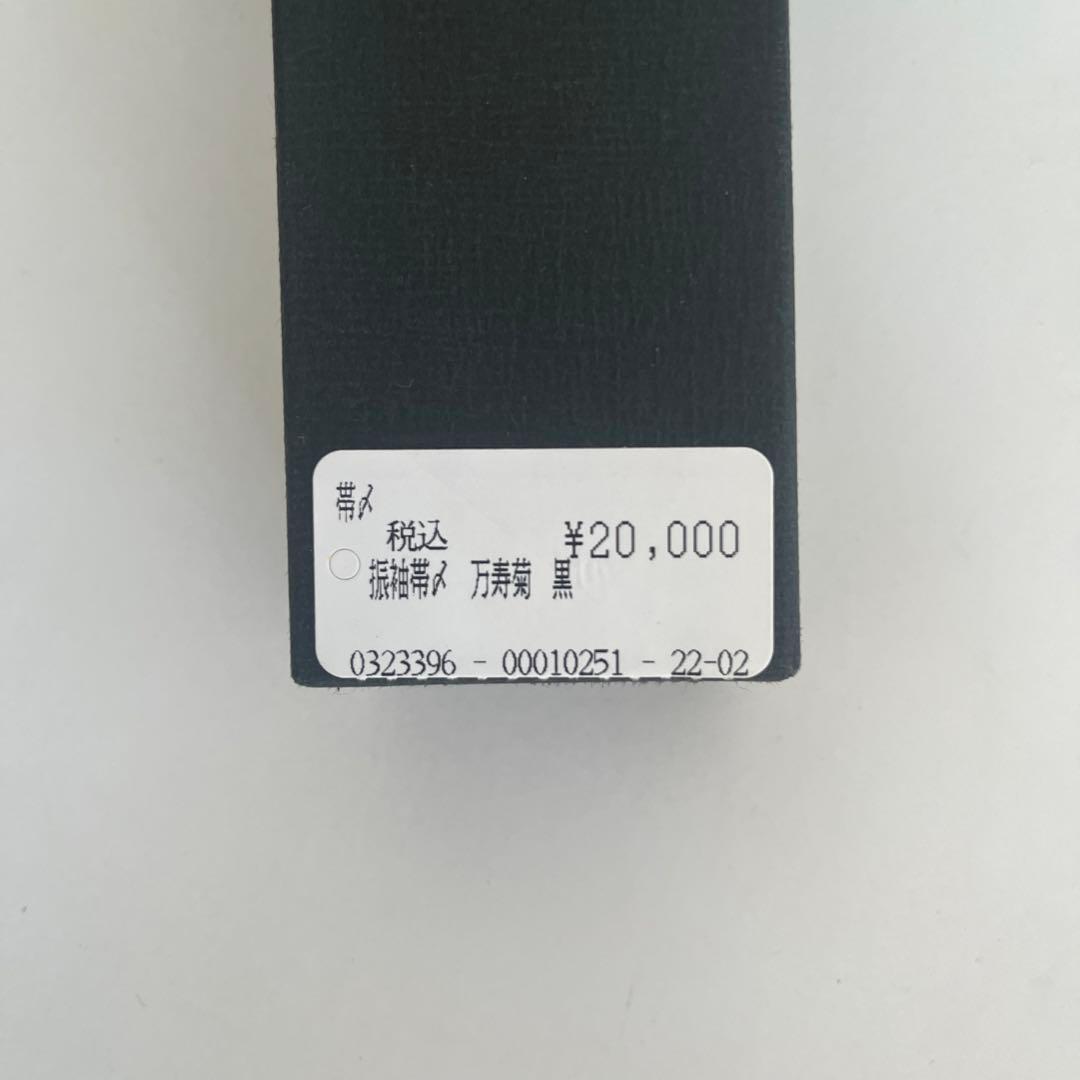 帯〆
税込 ¥20,000
振袖帯〆 万寿菊 黒
0323396 - 00010251 - 22-02